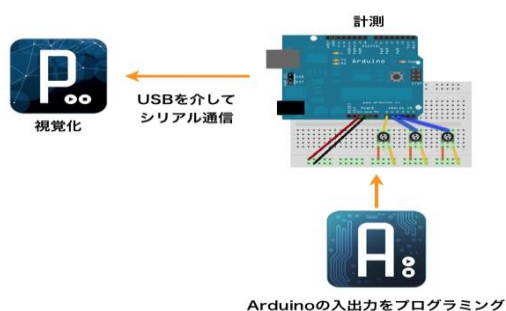 計測
Arduino
USBを介して
シリアル通信
視覚化
Arduinoの入出力をプログラミング